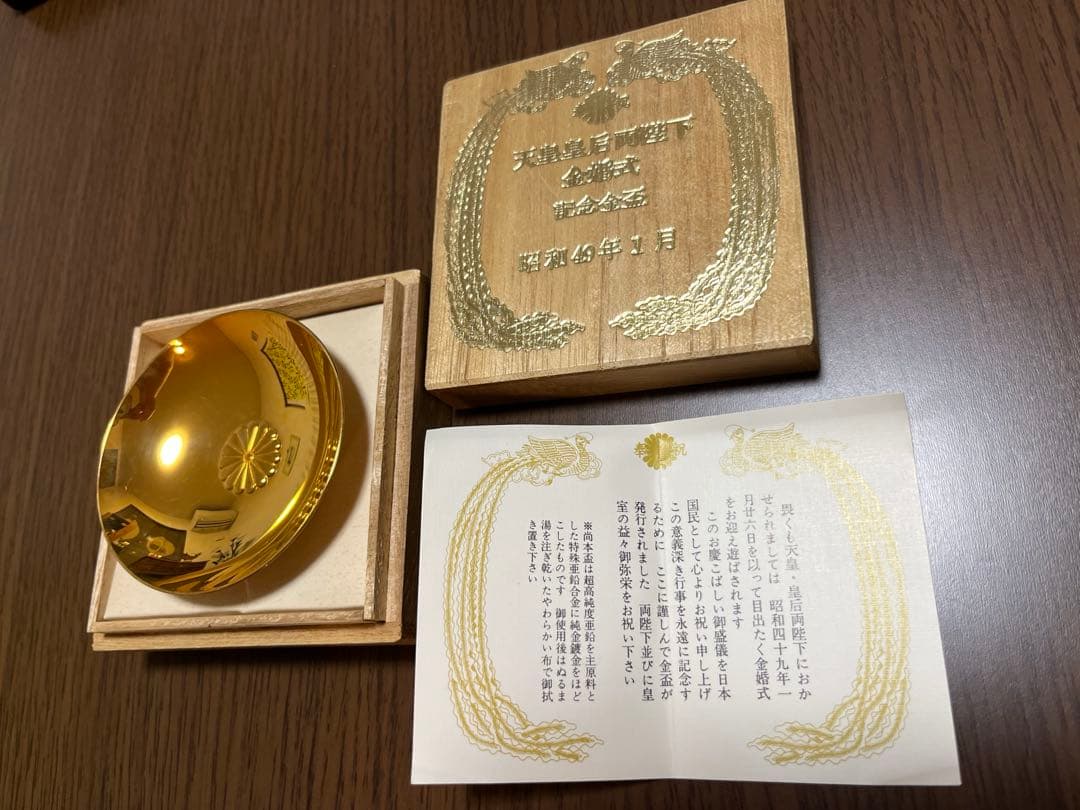 天皇皇后両陛下
金婚式
記念金盃
昭和49年1月
奉 祝
畏くも天皇・皇后両陛下におか
せられましては 昭和四十九年一
月廿六日を以って目出たく金婚式
をお迎え遊ばされます
このお慶こばしい御盛儀を日本
国民として心よりお祝い申し上げ
この意義深き行事を永遠に記念す
るために ここに謹しんで金盃が
発行されました 両陛下並びに皇
室の益々御弥栄をお祝い下さい
※尚本盃は超高純度亜鉛を主原料と
した特殊亜鉛合金に純金鍍金をほど
こしたものです 御使用後はぬるま
湯を注ぎ乾いたやわらかい布で御拭
き置き下さい